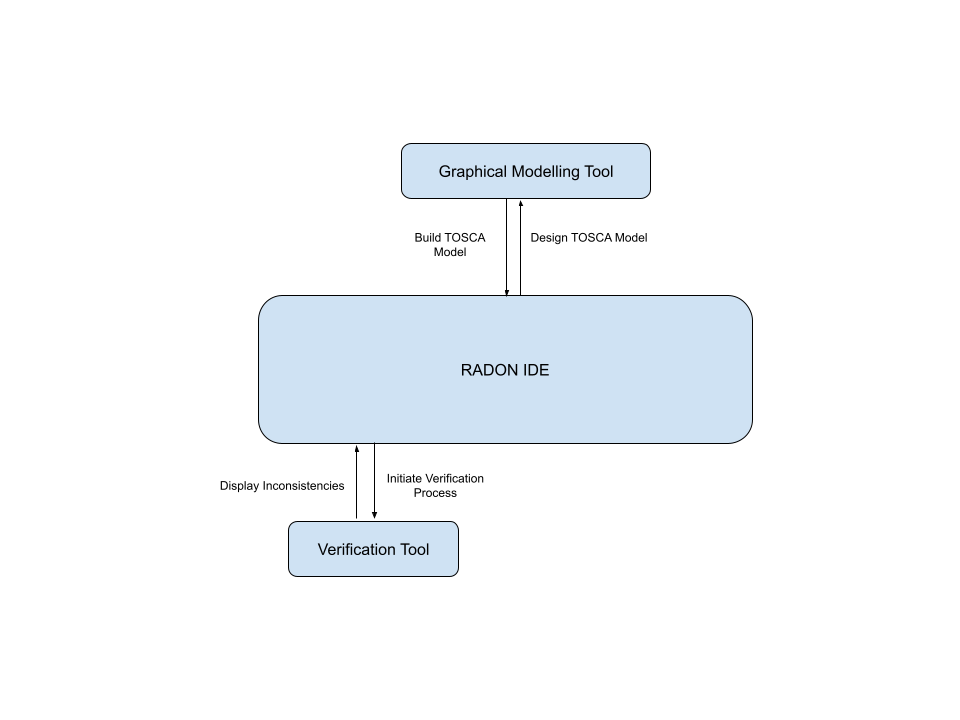 Graphical Modelling Tool
Build TOSCA
Model
Design TOSCA Model
RADON IDE
Display Inconsistencies
Initiate Verification
Process
Verification Tool